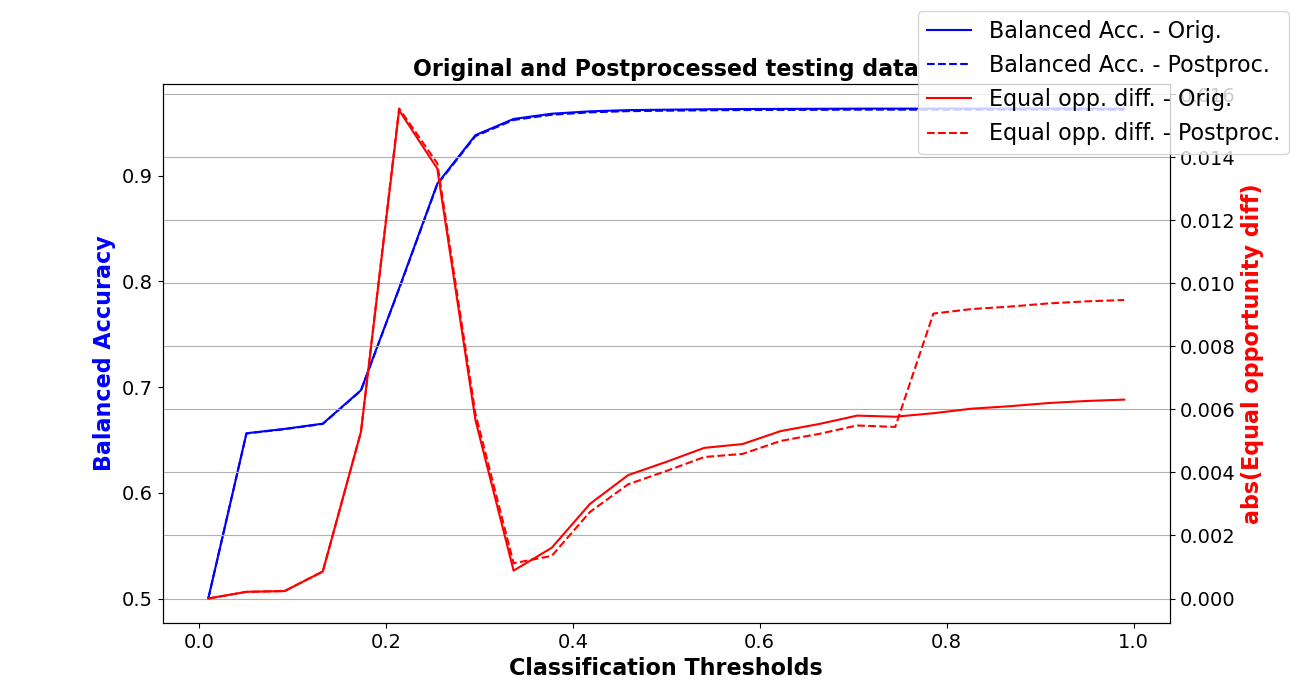 Balanced Acc. - Orig.
Balanced Acc. - Postproc.
Equal opp. diff. - Orig.
Equal opp. diff. - Postproc.
Original and Postprocessed testing data
Balanced Accuracy
0.9
0.8
0.7
0.6
0.5
0.016
0.014
0.012
0.010
0.008
0.006
0.004
0.002
0.000
abs(Equal opportunity diff)
0.0 0.2 0.4 0.6 0.8 1.0
Classification Thresholds